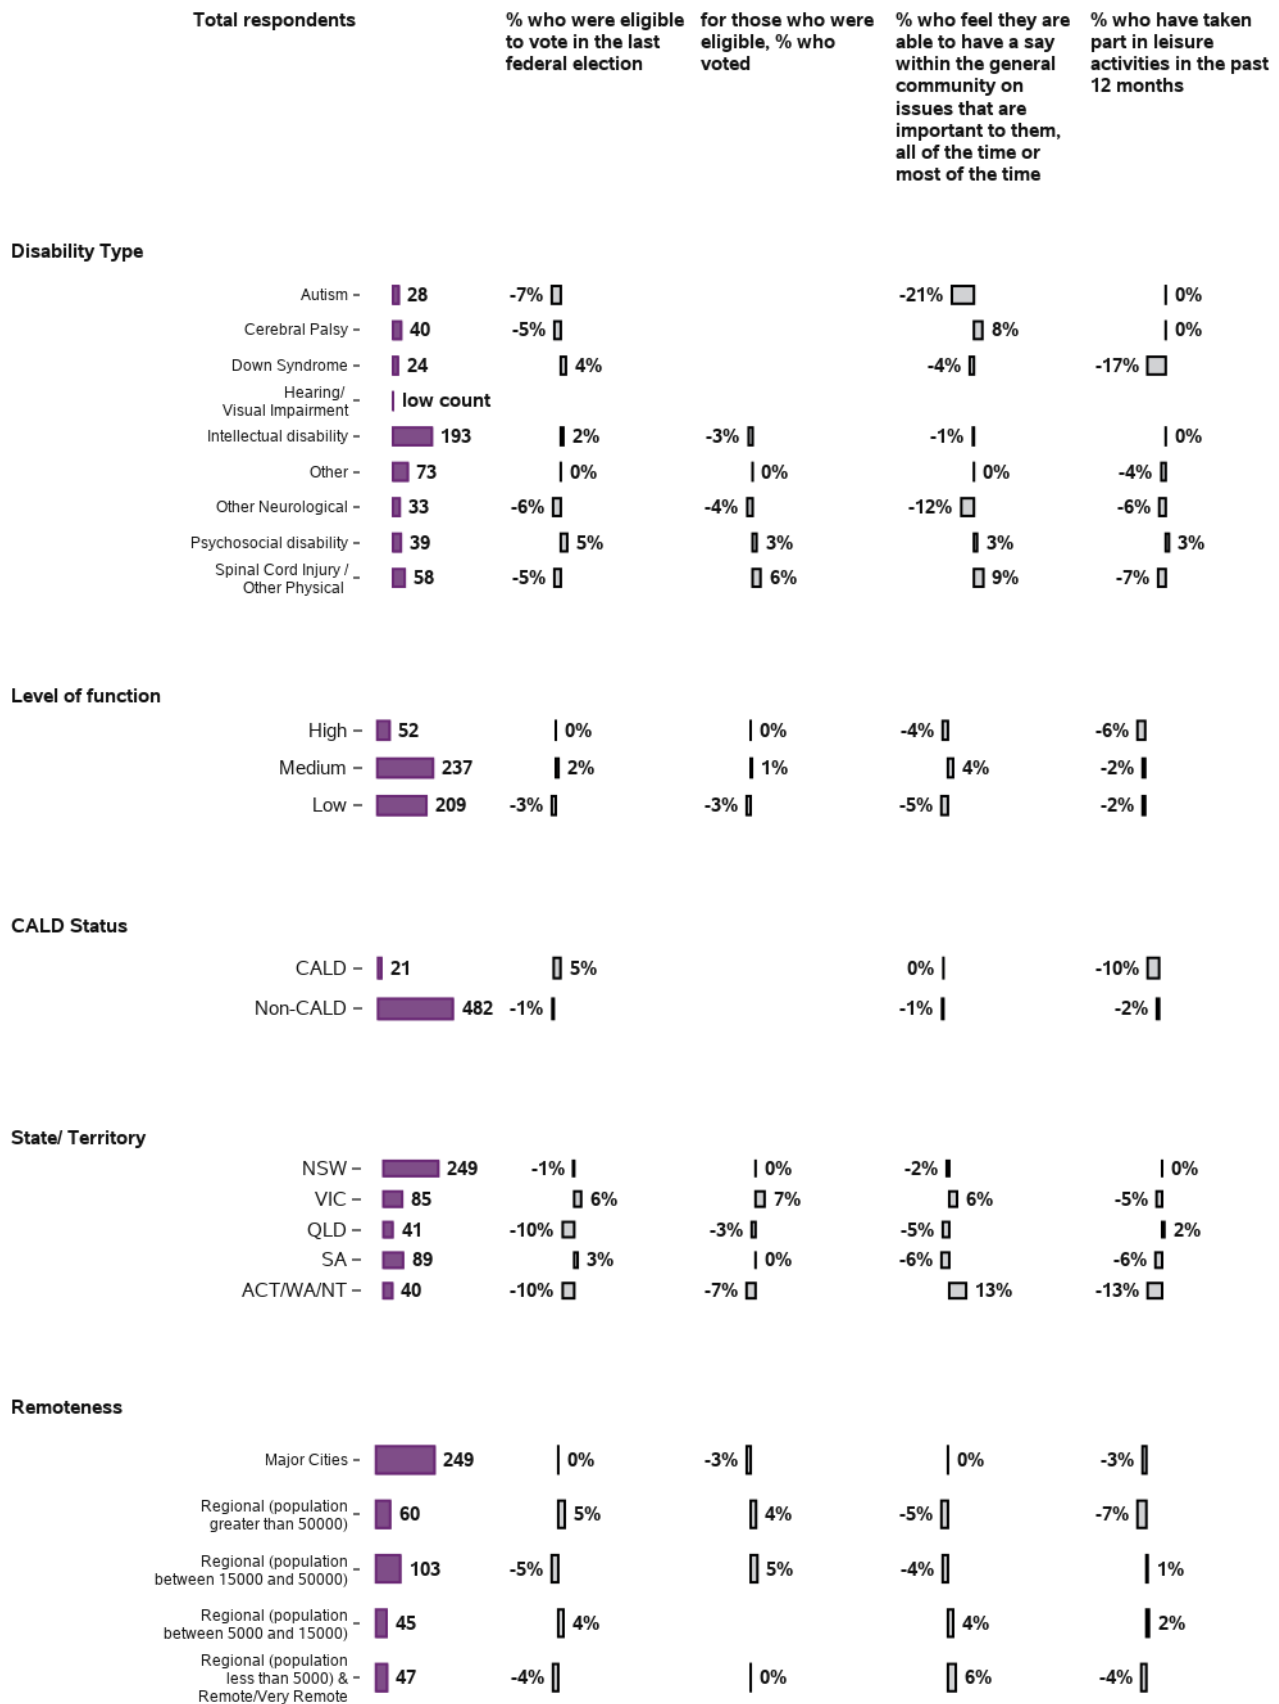 Total respondents
% who were eligible to vote in the last federal election
for those who were eligible, % who voted
% who feel they are able to have a say within the general community on issues that are important to them, all of the time or most of the time
% who have taken part in leisure activities in the past 12 months
Disability Type
Autism 28 -7% -21% 0%
Cerebral Palsy 40 -5% 8% 0%
Down Syndrome 24 4% -4% -17%
Hearing/
Visual Impairment low count
Intellectual disability 193 2% -3% -1% 0%
Other 73 0% 0% 0% -4%
Other Neurological 33 -6% -4% -12% -6%
Psychosocial disability 39 5% 3% 3% 3%
Spinal Cord Injury /
Other Physical 58 -5% 6% 9% -7%
Level of function
High 52 0% 0% -4% -6%
Medium 237 2% 1% 4% -2%
Low 209 -3% -3% -5% -2%
CALD Status
CALD 21 5% 0% -10%
Non-CALD 482 -1% -1% -2%
State/ Territory
NSW 249 -1% 0% -2% 0%
VIC 85 6% 7% 6% -5%
QLD 41 -10% -3% -5% 2%
SA 89 3% 0% -6% -6%
ACT/WA/NT 40 -10% -7% 13% -13%
Remoteness
Major Cities 249 0% -3% 0% -3%
Regional (population
greater than 50000) 60 5% 4% -5% -7%
Regional (population
between 15000 and 50000) 103 -5% 5% -4% 1%
Regional (population
between 5000 and 15000) 45 4% 4% 2%
Regional (population
less than 5000) & 47 -4% 0% 6% -4%
Remote/Very Remote